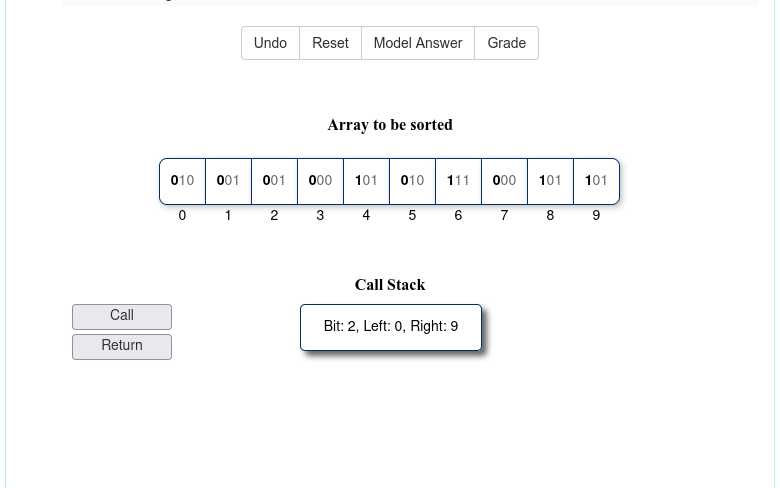 Undo Reset Model Answer Grade
Array to be sorted
010 001 001 000 101 010 111 000 101 101
0 1 2 3 4 5 6 7 8 9
Call Stack
Call
Bit: 2, Left: 0, Right: 9
Return